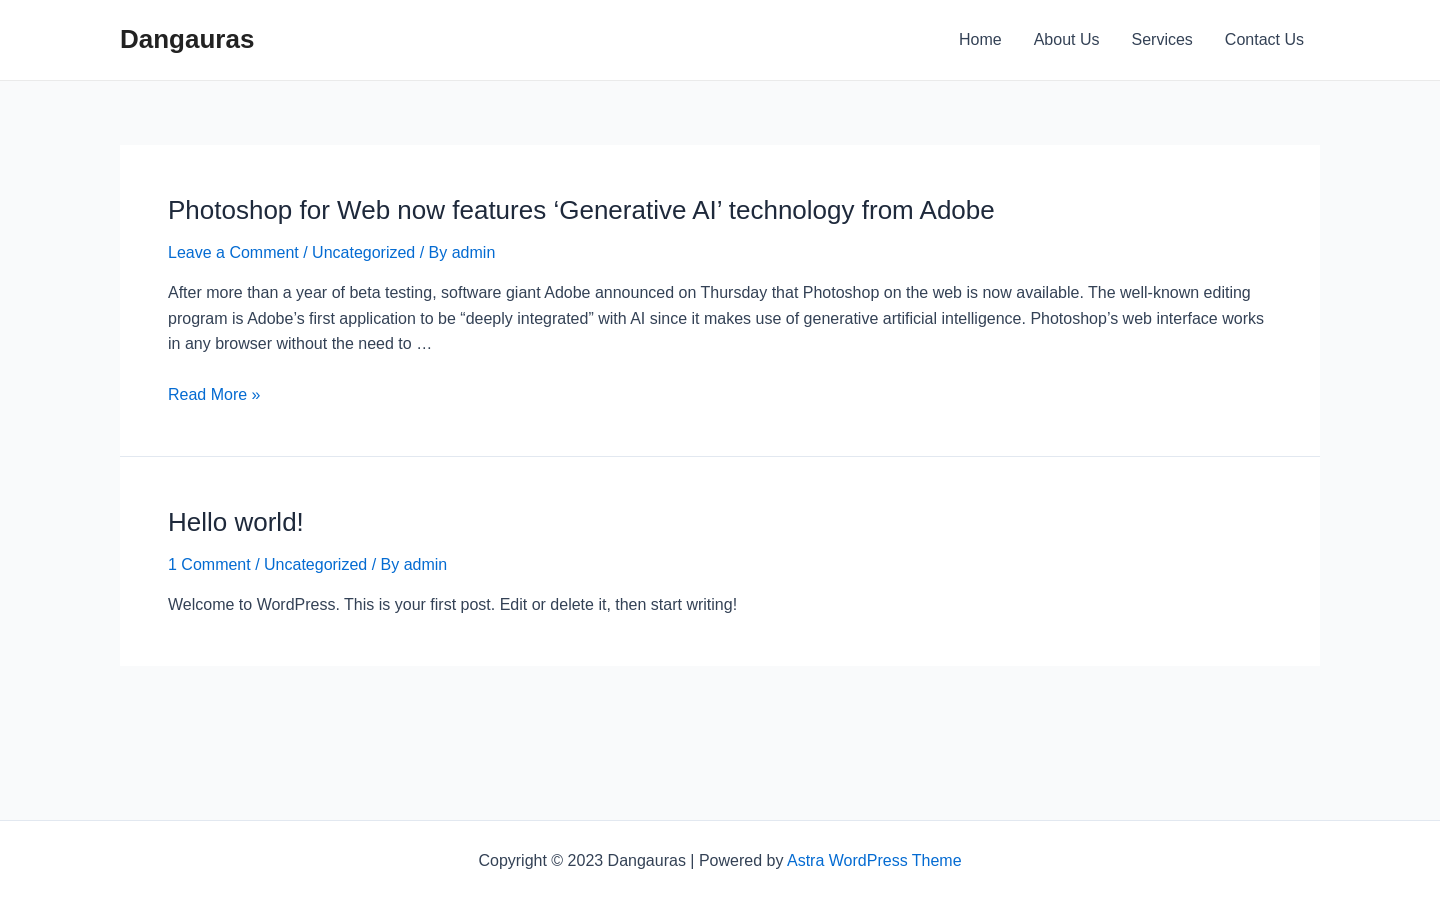 Dangauras
Home
About Us
Services
Contact Us
Photoshop for Web now features ‘Generative AI’ technology from Adobe
Leave a Comment / Uncategorized / By admin
After more than a year of beta testing, software giant Adobe announced on Thursday that Photoshop on the web is now available. The well-known editing
program is Adobe’s first application to be “deeply integrated” with AI since it makes use of generative artificial intelligence. Photoshop’s web interface works
in any browser without the need to …
Read More »
Hello world!
1 Comment / Uncategorized / By admin
Welcome to WordPress. This is your first post. Edit or delete it, then start writing!
Copyright © 2023 Dangauras | Powered by Astra WordPress Theme